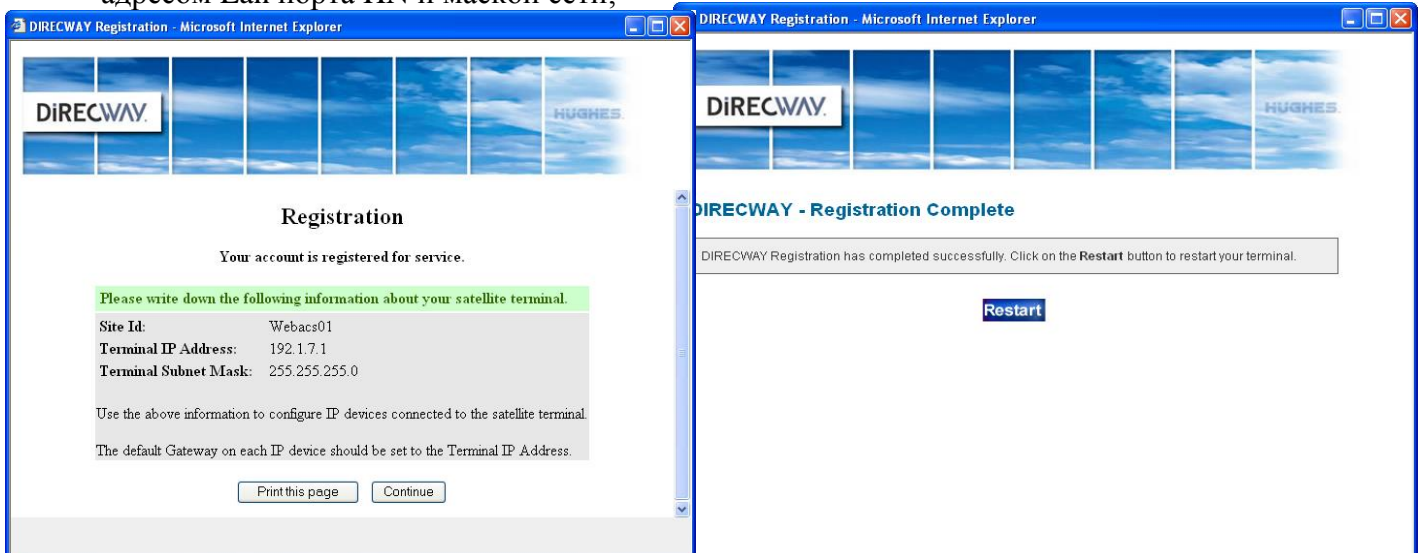 адресом Lan порта HN и маской сети;
DIRECWAY Registration - Microsoft Internet Explorer
DiRECWAY.
HUGHES.
Registration
Your account is registered for service.
Please write down the following information about your satellite terminal.
Site Id: Webacs01
Terminal IP Address: 192.1.7.1
Terminal Subnet Mask: 255.255.255.0
Use the above information to configure IP devices connected to the satellite terminal.
The default Gateway on each IP device should be set to the Terminal IP Address.
Print this page Continue
DIRECWAY Registration - Microsoft Internet Explorer
DiRECWAY.
HUGHES.
DIRECWAY - Registration Complete
DIRECWAY Registration has completed successfully. Click on the Restart button to restart your terminal.
Restart